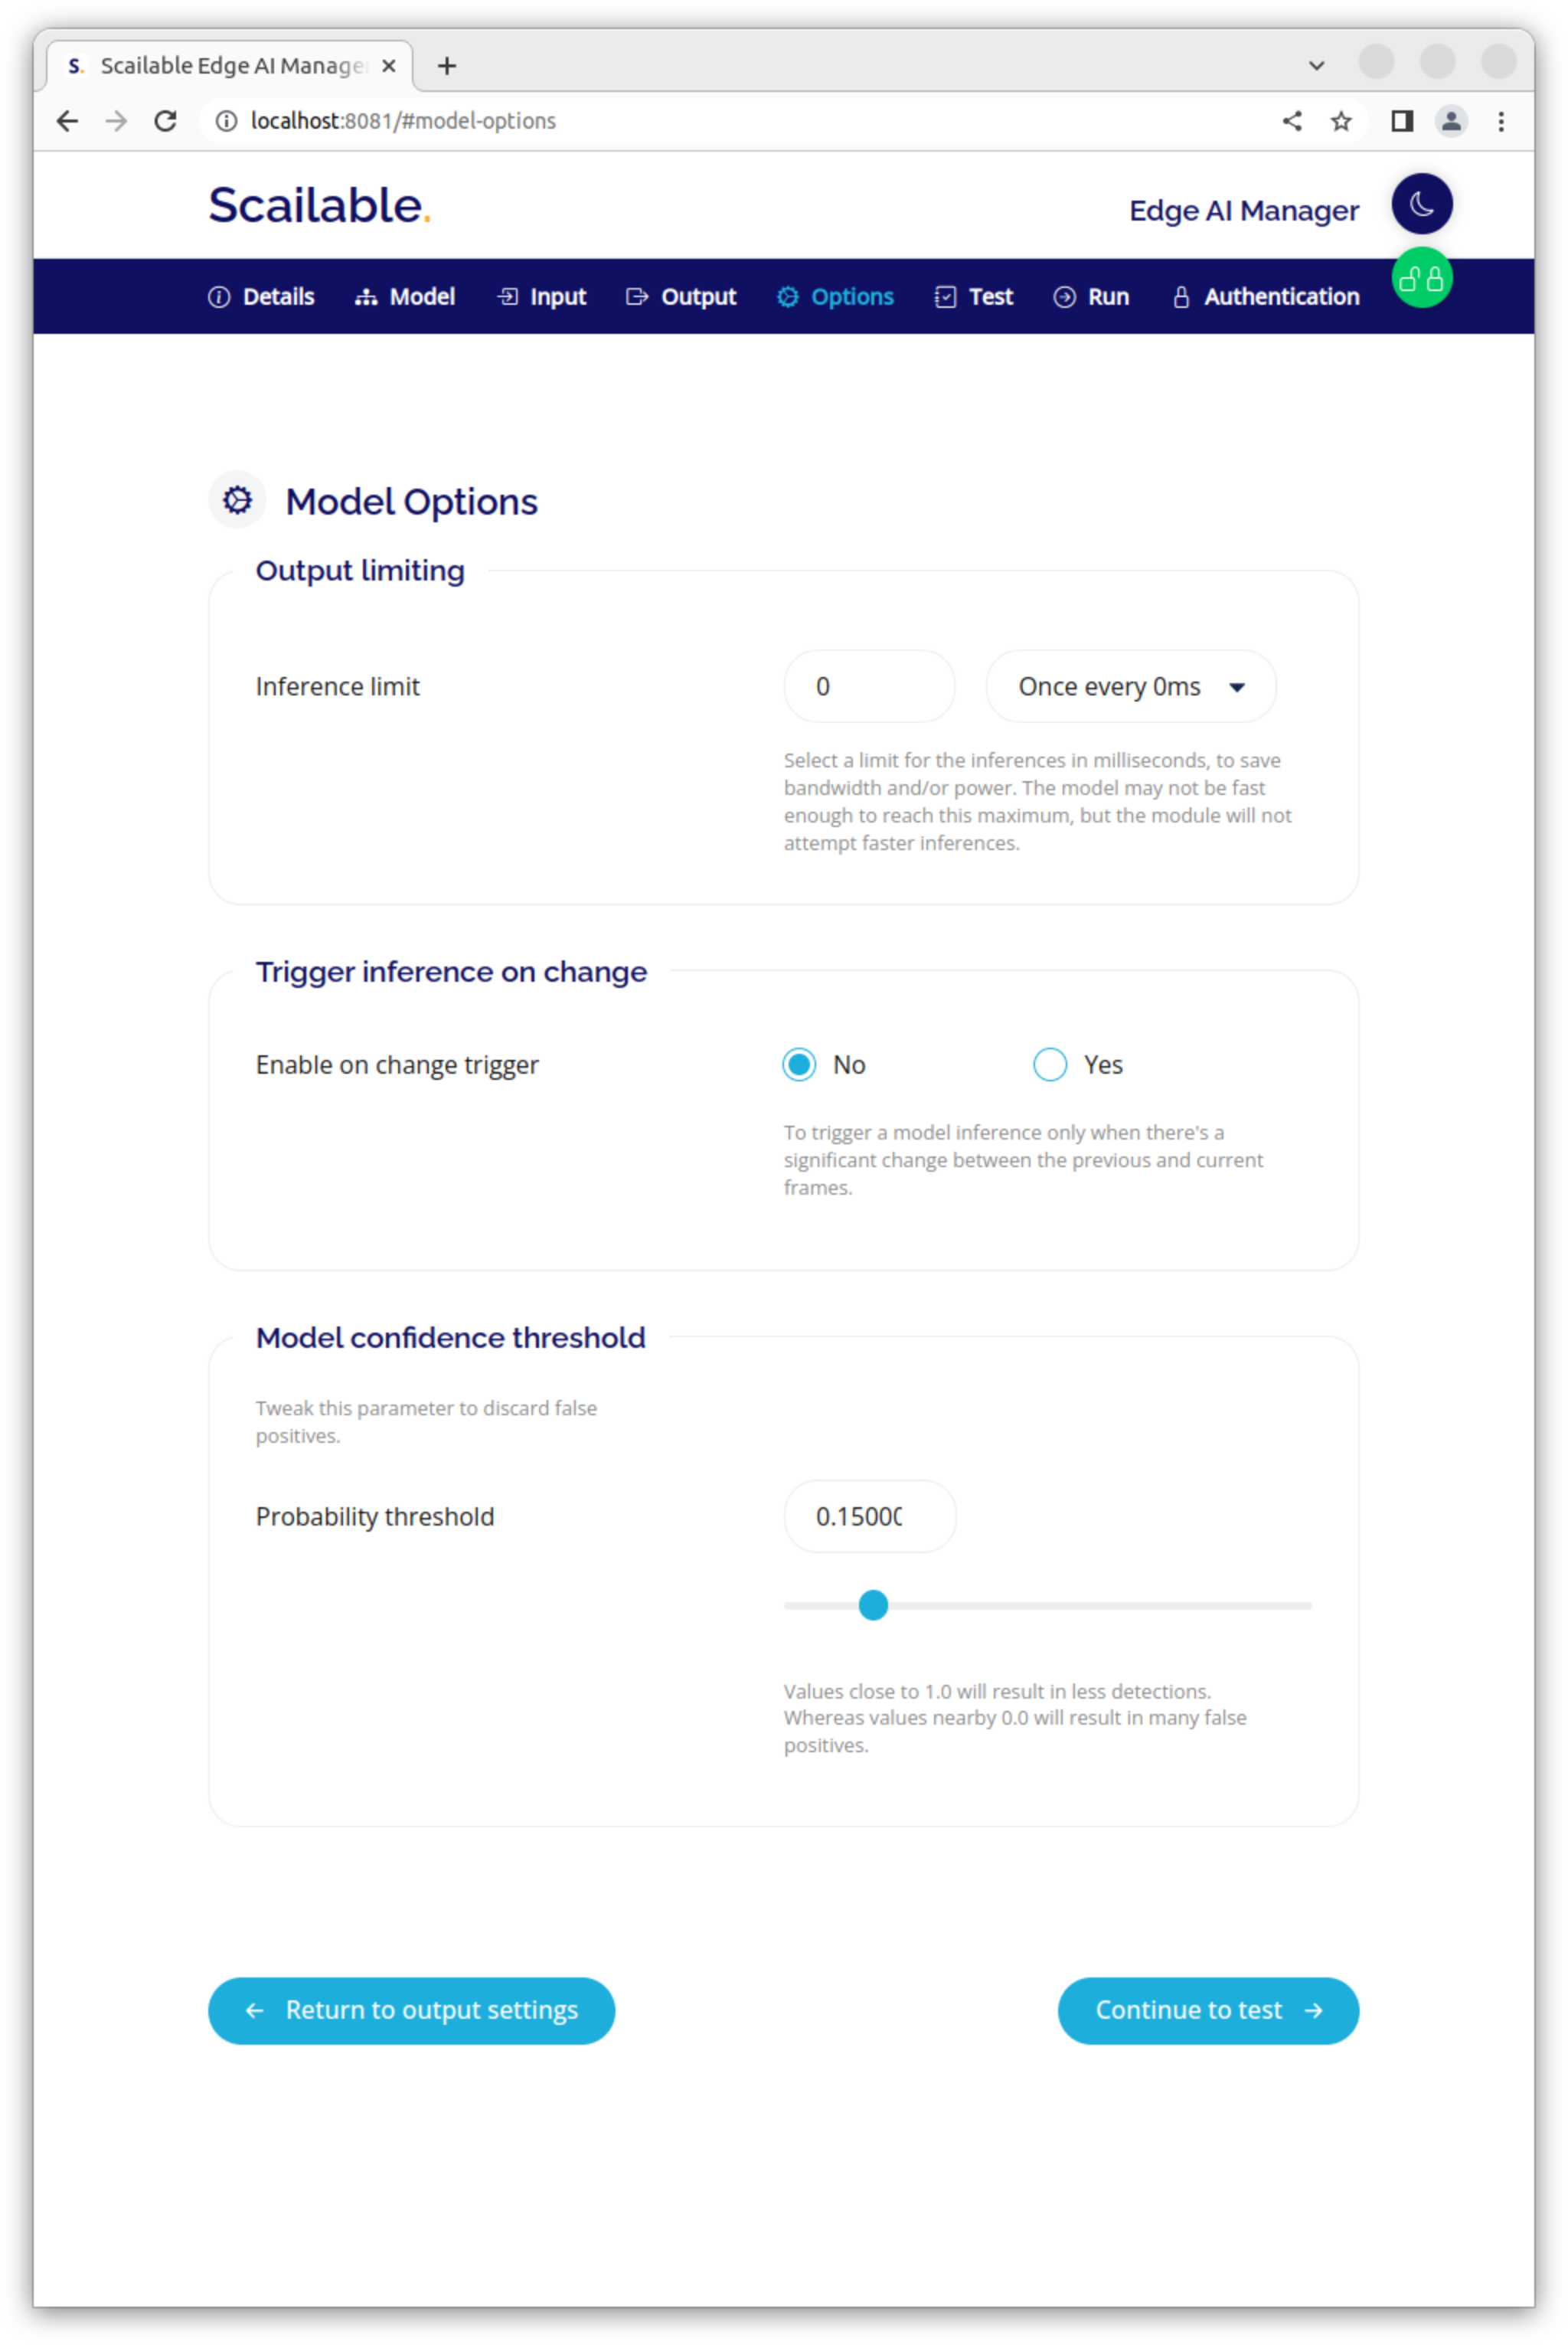 S. Scailable Edge AI Manage
localhost:8081/#model-options
Scailable.
Edge AI Manager
Details Model Input Output Options Test Run Authentication
Model Options
Output limiting
Inference limit 0 Once every 0ms
Select a limit for the inferences in milliseconds, to save
bandwidth and/or power. The model may not be fast
enough to reach this maximum, but the module will not
attempt faster inferences.
Trigger inference on change
Enable on change trigger No Yes
To trigger a model inference only when there's a
significant change between the previous and current
frames.
Model confidence threshold
Tweak this parameter to discard false
positives.
Probability threshold 0.15000
Values close to 1.0 will result in less detections.
Whereas values nearby 0.0 will result in many false
positives.
Return to output settings
Continue to test